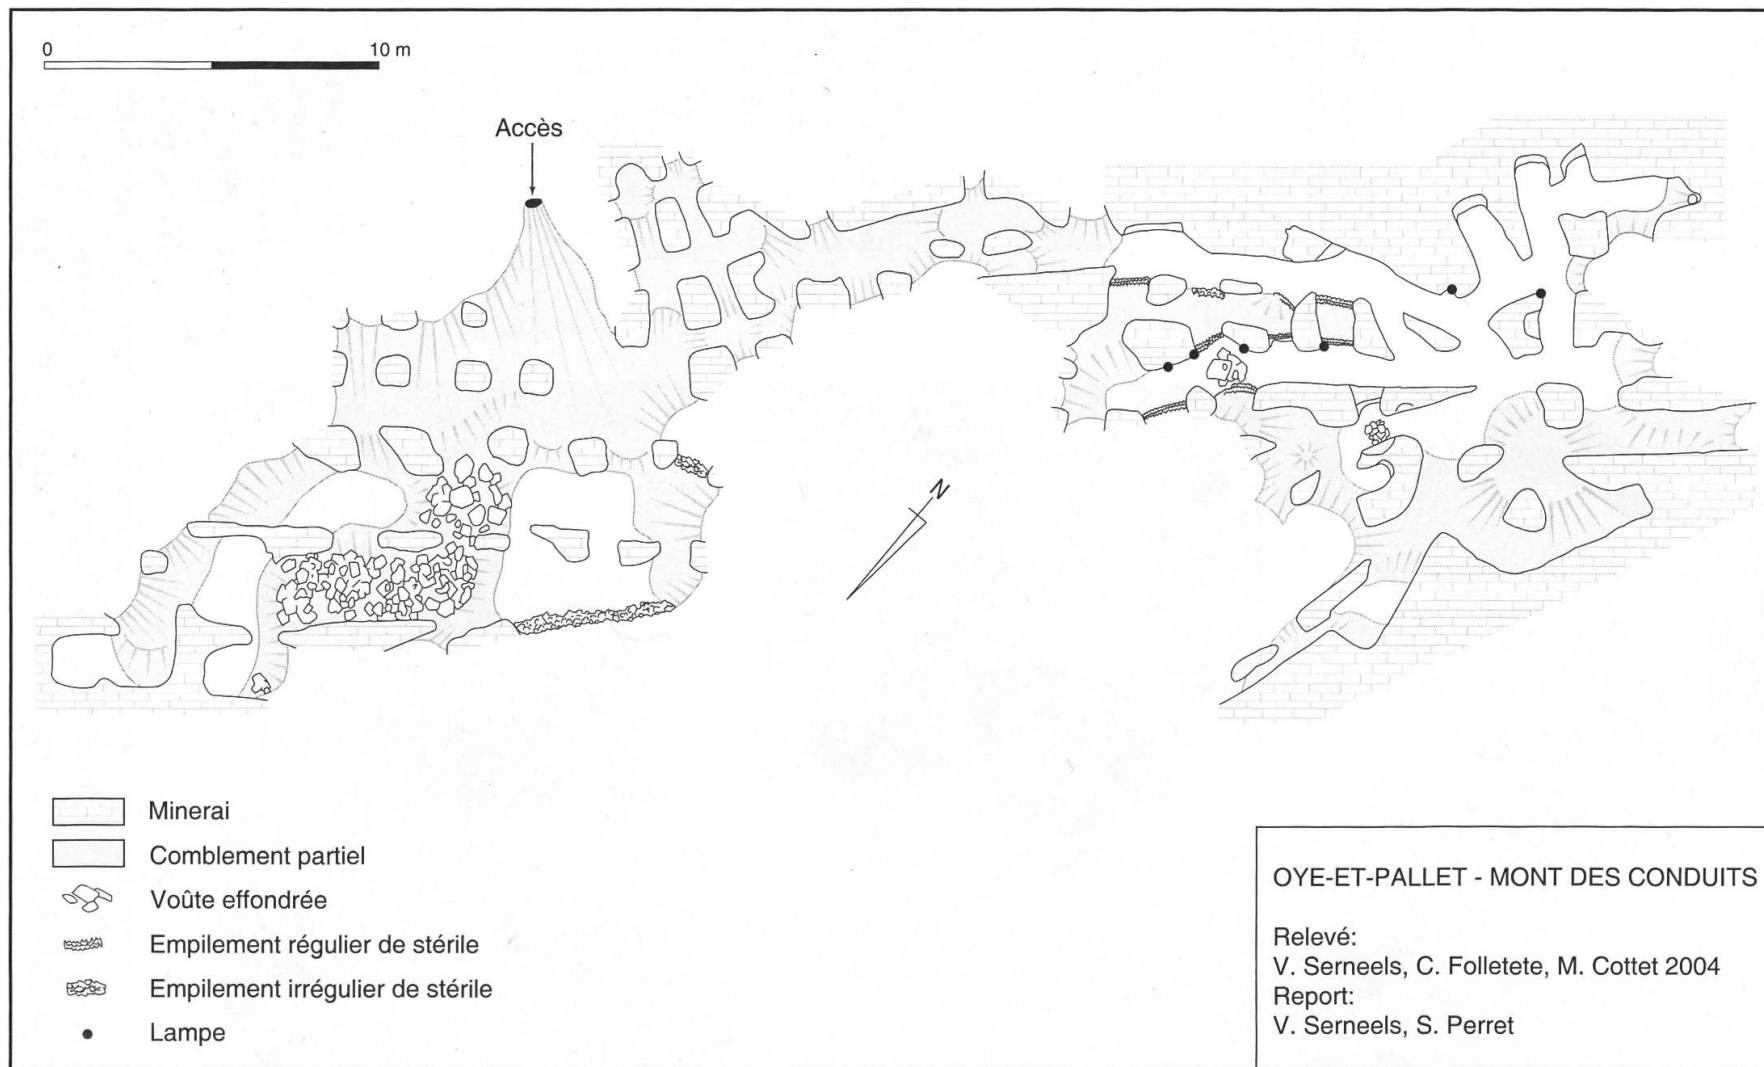 0 10 m
Accès
N
Minerai
Comblement partiel
Voûte effondrée
Empilement régulier de stérile
Empilement irrégulier de stérile
Lampe
OYE-ET-PALLET - MONT DES CONDUITS
Relevé:
V. Serneels, C. Folletete, M. Cottet 2004
Report:
V. Serneels, S. Perret